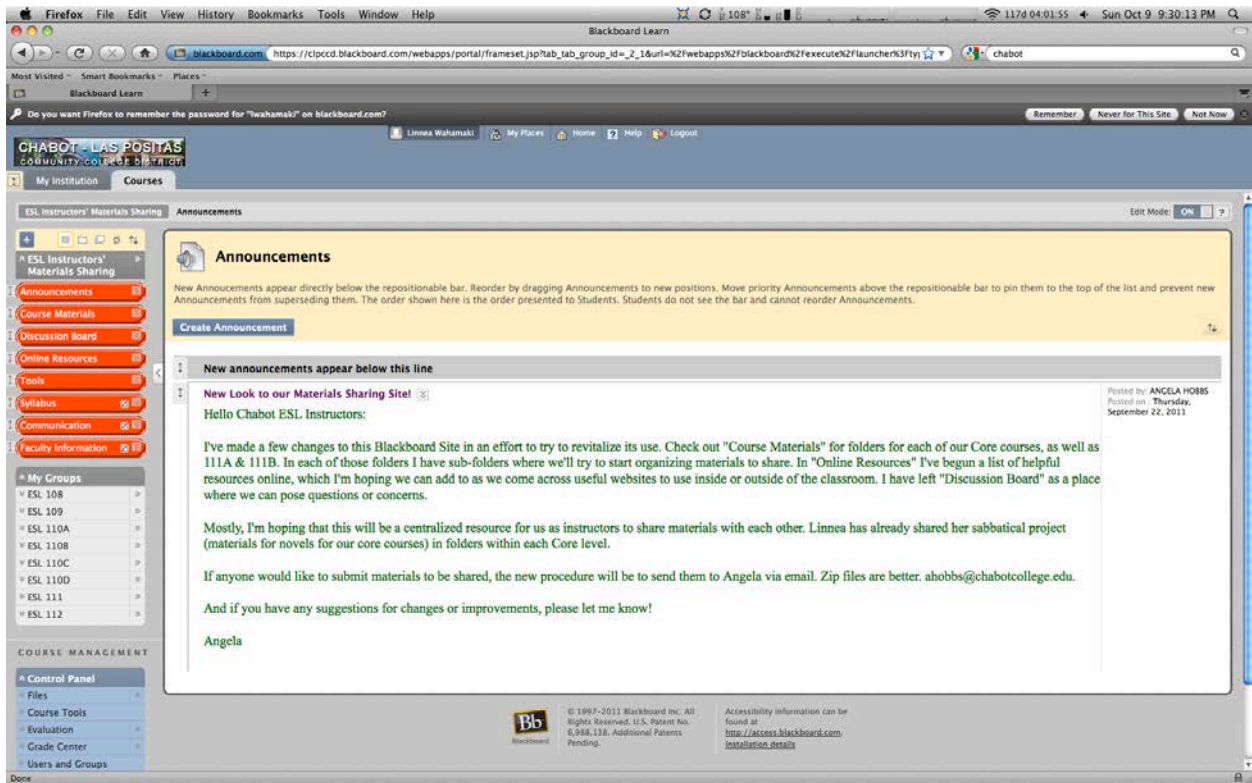 Firefox File Edit View History Bookmarks Tools Window Help 108° 117d 04:01:55 Sun Oct 9 9:30:13 PM
Blackboard Learn
blackboard.com https://clpccd.blackboard.com/webapps/portal/frameset.jsp?tab_tab_group_id=_2_1&url=%2Fwebapps%2Fblackboard%2Fexecute%2Flauncher%3Fty chabot
Most Visited Smart Bookmarks Places
Blackboard Learn
Do you want Firefox to remember the password for "lwahamaki" on blackboard.com? Remember Never for This Site Not Now
Linnea Wahamaki My Places Home Help Logout
CHABOT - LAS POSITAS
COMMUNITY COLLEGE DISTRICT
My Institution Courses
ESL Instructors' Materials Sharing Announcements Edit Mode: ON ?
ESL Instructors'
Materials Sharing
Announcements
Course Materials
Discussion Board
Online Resources
Tools
Syllabus
Communication
Faculty Information
My Groups
ESL 108
ESL 109
ESL 110A
ESL 110B
ESL 110C
ESL 110D
ESL 111
ESL 112
COURSE MANAGEMENT
Control Panel
Files
Course Tools
Evaluation
Grade Center
Users and Groups
Announcements
New Annoucements appear directly below the repositionable bar. Reorder by dragging Announcements to new positions. Move priority Announcements above the repositionable bar to pin them to the top of the list and prevent new
Announcements from superseding them. The order shown here is the order presented to Students. Students do not see the bar and cannot reorder Announcements.
Create Announcement
New announcements appear below this line
New Look to our Materials Sharing Site!
Hello Chabot ESL Instructors:
I've made a few changes to this Blackboard Site in an effort to try to revitalize its use. Check out "Course Materials" for folders for each of our Core courses, as well as
111A & 111B. In each of those folders I have sub-folders where we'll try to start organizing materials to share. In "Online Resources" I've begun a list of helpful
resources online, which I'm hoping we can add to as we come across useful websites to use inside or outside of the classroom. I have left "Discussion Board" as a place
where we can pose questions or concerns.
Mostly, I'm hoping that this will be a centralized resource for us as instructors to share materials with each other. Linnea has already shared her sabbatical project
(materials for novels for our core courses) in folders within each Core level.
If anyone would like to submit materials to be shared, the new procedure will be to send them to Angela via email. Zip files are better. ahobbs@chabotcollege.edu.
And if you have any suggestions for changes or improvements, please let me know!
Angela
Posted by: ANGELA HOBBS
Posted on : Thursday,
September 22, 2011
Bb
Blackboard
© 1997-2011 Blackboard Inc. All
Rights Reserved. U.S. Patent No.
6,988,138. Additional Patents
Pending.
Accessibility information can be
found at
http://access.blackboard.com.
Installation details
Done